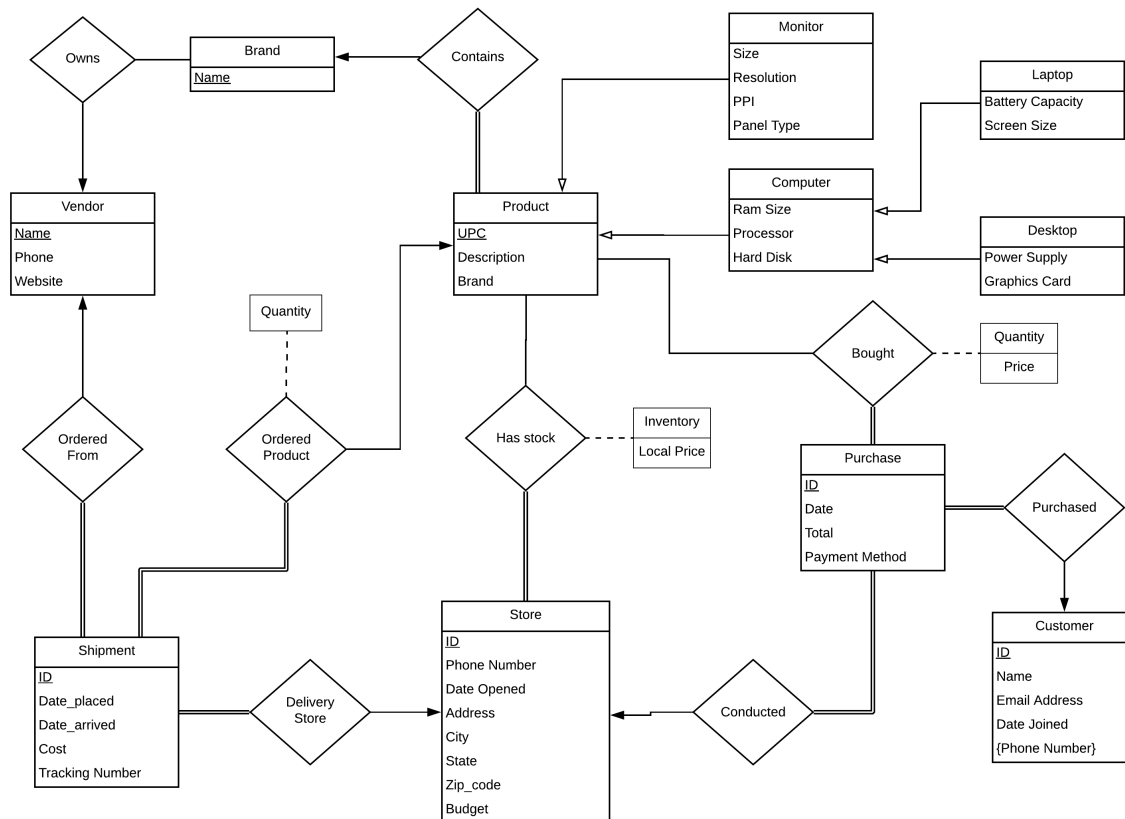 Owns
Brand
Name
Contains
Monitor
Size
Resolution
PPI
Panel Type
Laptop
Battery Capacity
Screen Size
Vendor
Name
Phone
Website
Product
UPC
Description
Brand
Computer
Ram Size
Processor
Hard Disk
Desktop
Power Supply
Graphics Card
Quantity
Bought
Quantity
Price
Ordered
From
Ordered
Product
Has stock
Inventory
Local Price
Purchase
ID
Date
Total
Payment Method
Purchased
Shipment
ID
Date_placed
Date_arrived
Cost
Tracking Number
Delivery
Store
Store
ID
Phone Number
Date Opened
Address
City
State
Zip_code
Budget
Conducted
Customer
ID
Name
Email Address
Date Joined
{Phone Number}